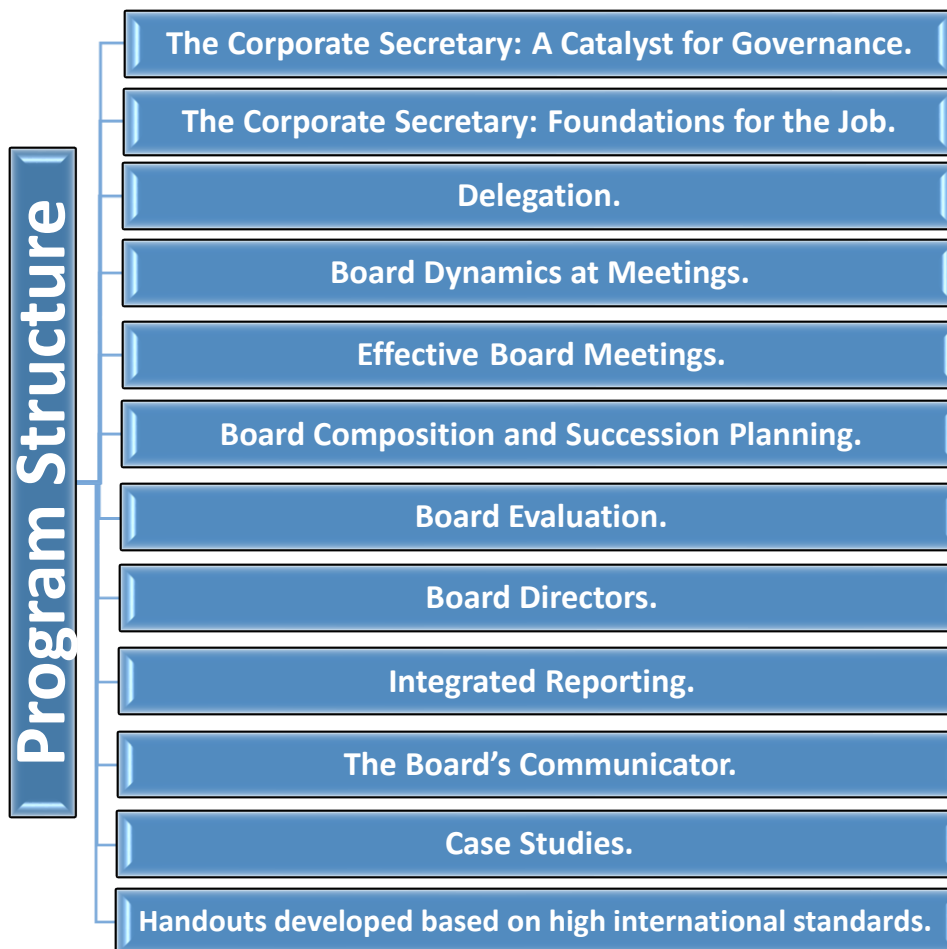 Program Structure
The Corporate Secretary: A Catalyst for Governance.
The Corporate Secretary: Foundations for the Job.
Delegation.
Board Dynamics at Meetings.
Effective Board Meetings.
Board Composition and Succession Planning.
Board Evaluation.
Board Directors.
Integrated Reporting.
The Board’s Communicator.
Case Studies.
Handouts developed based on high international standards.